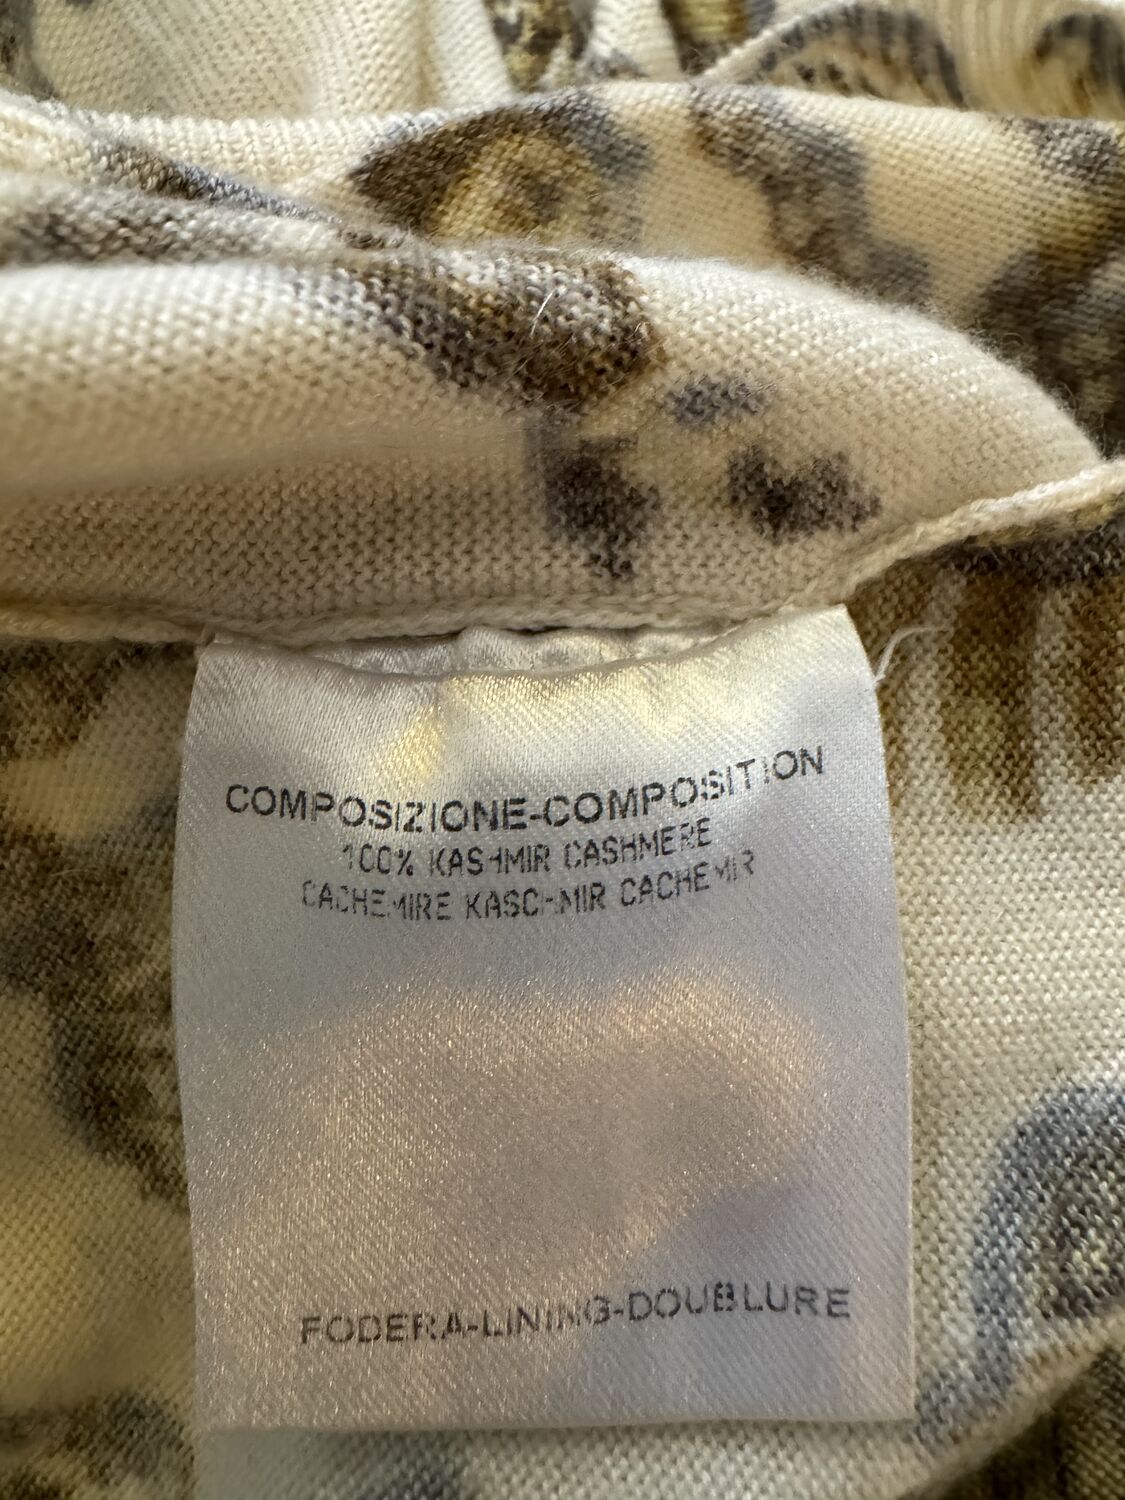 COMPOSIZIONE-COMPOSITION
100% KASHMIR CASHMERE
CACHEMIRE KASCHMIR CACHEMIR
FODERA-LINING-DOUBLURE